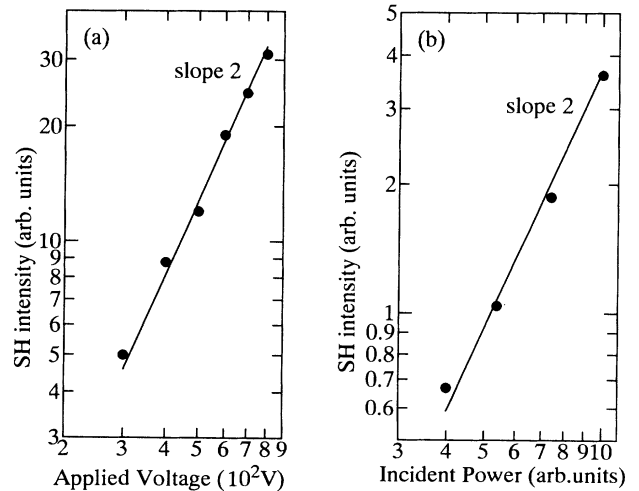 (a)
slope 2
30
20
10
9
8
7
6
5
4
3
2 3 4 5 6 7 8 9
SH intensity (arb. units)
Applied Voltage (10²V)
(b)
slope 2
5
4
3
2
1
0.9
0.8
0.7
0.6
3 4 5 6 7 8 9 10
SH intensity (arb. units)
Incident Power (arb.units)